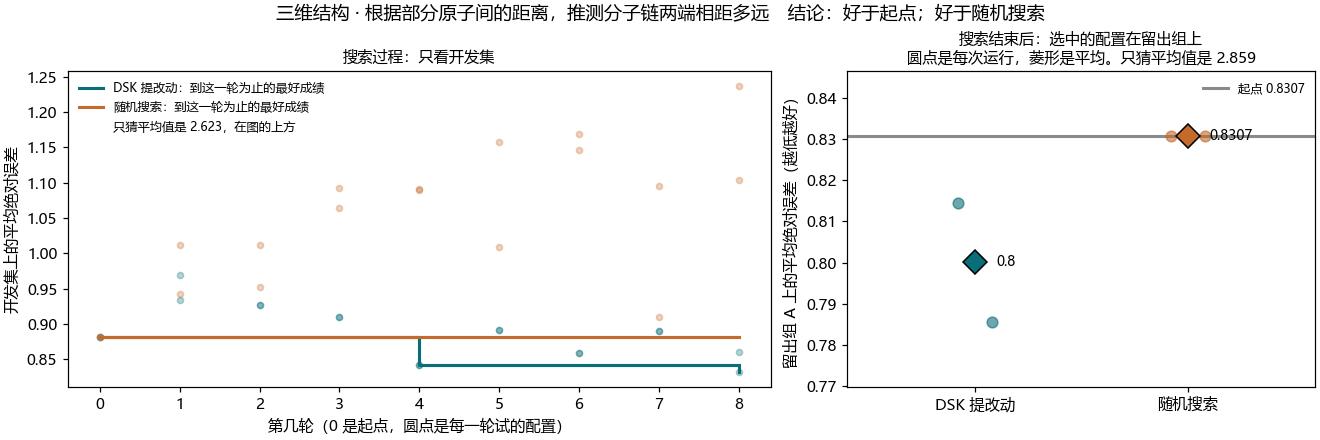 三维结构 · 根据部分原子间的距离，推测分子链两端相距多远 结论：好于起点；好于随机搜索
搜索过程：只看开发集
开发集上的平均绝对误差
1.25
1.20
1.15
1.10
1.05
1.00
0.95
0.90
0.85
DSK 提改动：到这一轮为止的最好成绩
随机搜索：到这一轮为止的最好成绩
只猜平均值是 2.623，在图的上方
0 1 2 3 4 5 6 7 8
第几轮（0 是起点，圆点是每一轮试的配置）
搜索结束后：选中的配置在留出组上
圆点是每次运行，菱形是平均。只猜平均值是 2.859
留出组 A 上的平均绝对误差（越低越好）
0.84
0.83
0.82
0.81
0.80
0.79
0.78
0.77
起点 0.8307
0.8307
0.8
DSK 提改动 随机搜索